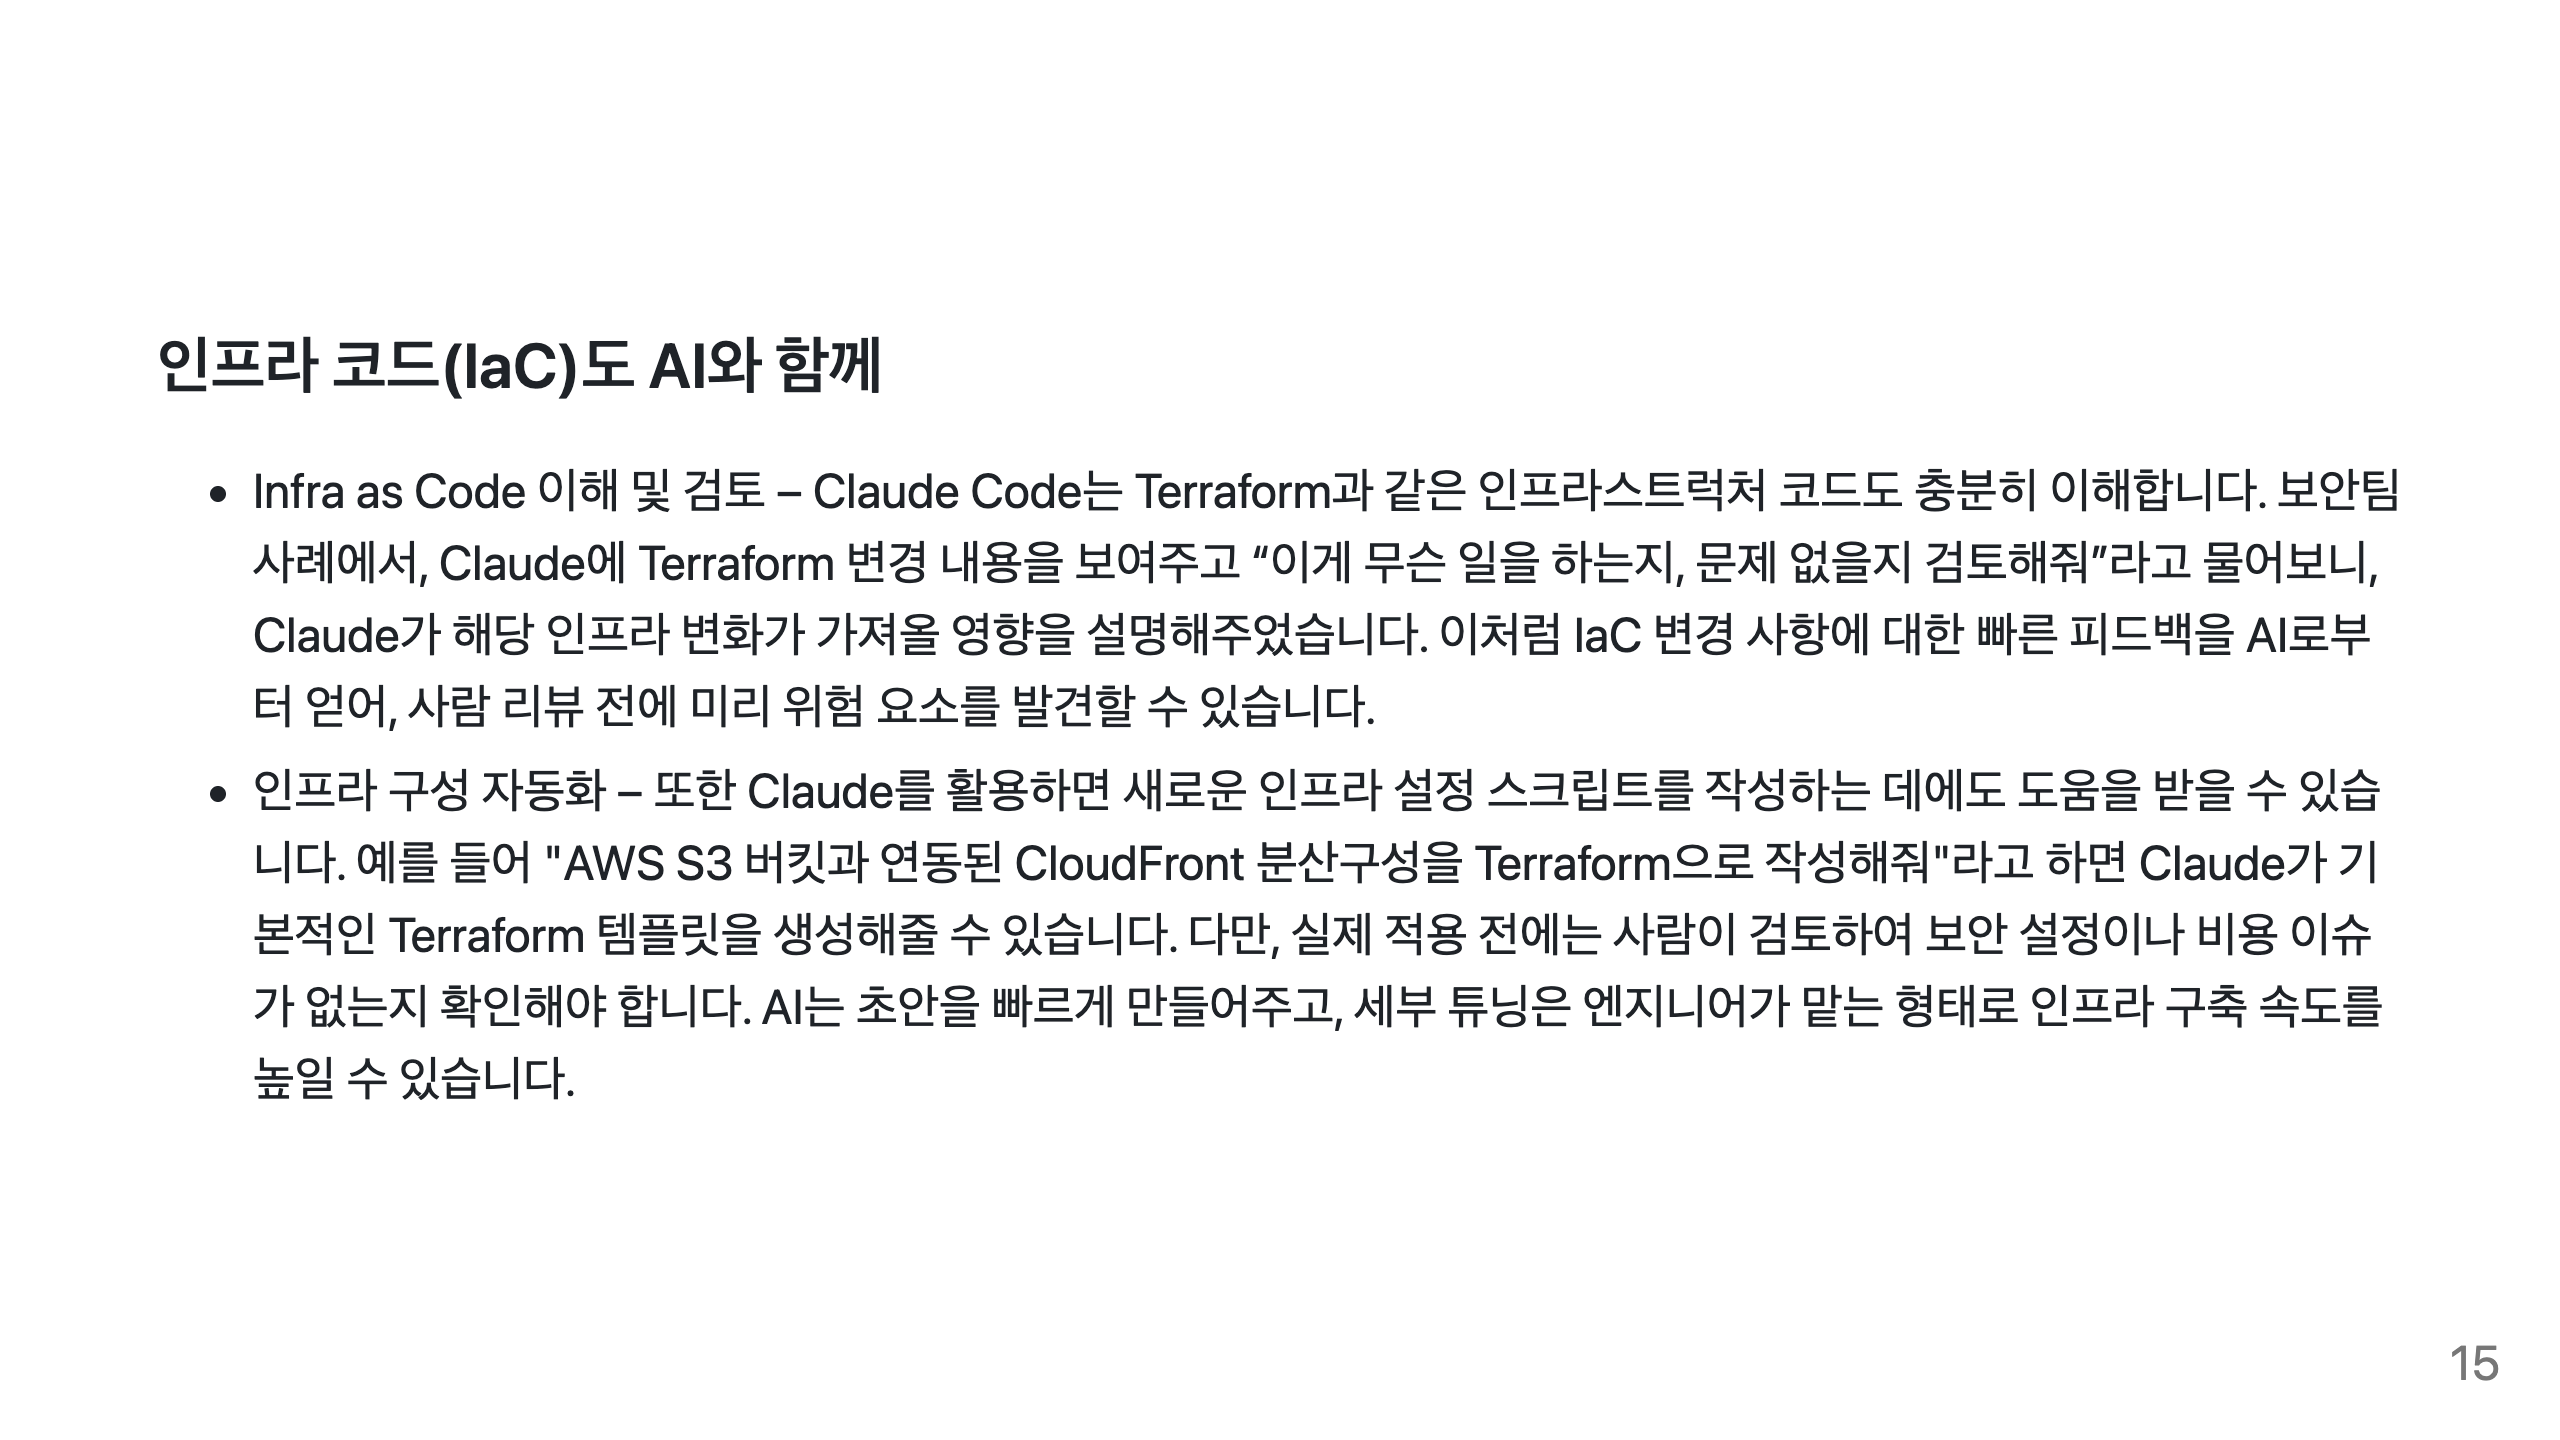 인프라 코드(IaC)도 AI와 함께
• Infra as Code 이해 및 검토 – Claude Code는 Terraform과 같은 인프라스트럭처 코드도 충분히 이해합니다. 보안팀
사례에서, Claude에 Terraform 변경 내용을 보여주고 “이게 무슨 일을 하는지, 문제 없을지 검토해줘”라고 물어보니,
Claude가 해당 인프라 변화가 가져올 영향을 설명해주었습니다. 이처럼 IaC 변경 사항에 대한 빠른 피드백을 AI로부
터 얻어, 사람 리뷰 전에 미리 위험 요소를 발견할 수 있습니다.
• 인프라 구성 자동화 – 또한 Claude를 활용하면 새로운 인프라 설정 스크립트를 작성하는 데에도 도움을 받을 수 있습
니다. 예를 들어 "AWS S3 버킷과 연동된 CloudFront 분산구성을 Terraform으로 작성해줘"라고 하면 Claude가 기
본적인 Terraform 템플릿을 생성해줄 수 있습니다. 다만, 실제 적용 전에는 사람이 검토하여 보안 설정이나 비용 이슈
가 없는지 확인해야 합니다. AI는 초안을 빠르게 만들어주고, 세부 튜닝은 엔지니어가 맡는 형태로 인프라 구축 속도를
높일 수 있습니다.
15